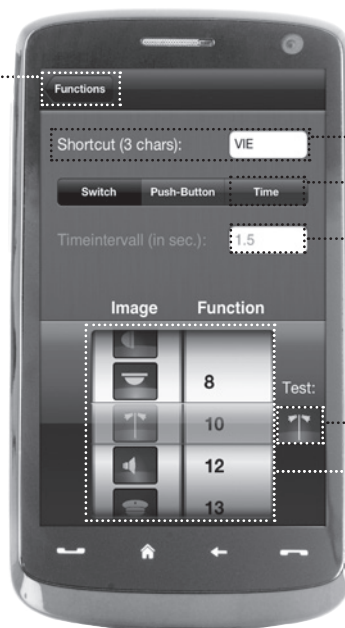 Functions
Shortcut (3 chars): VIE
Switch Push-Button Time
Timeintervall (in sec.): 1.5
Image Function
8
Test:
10
12
13